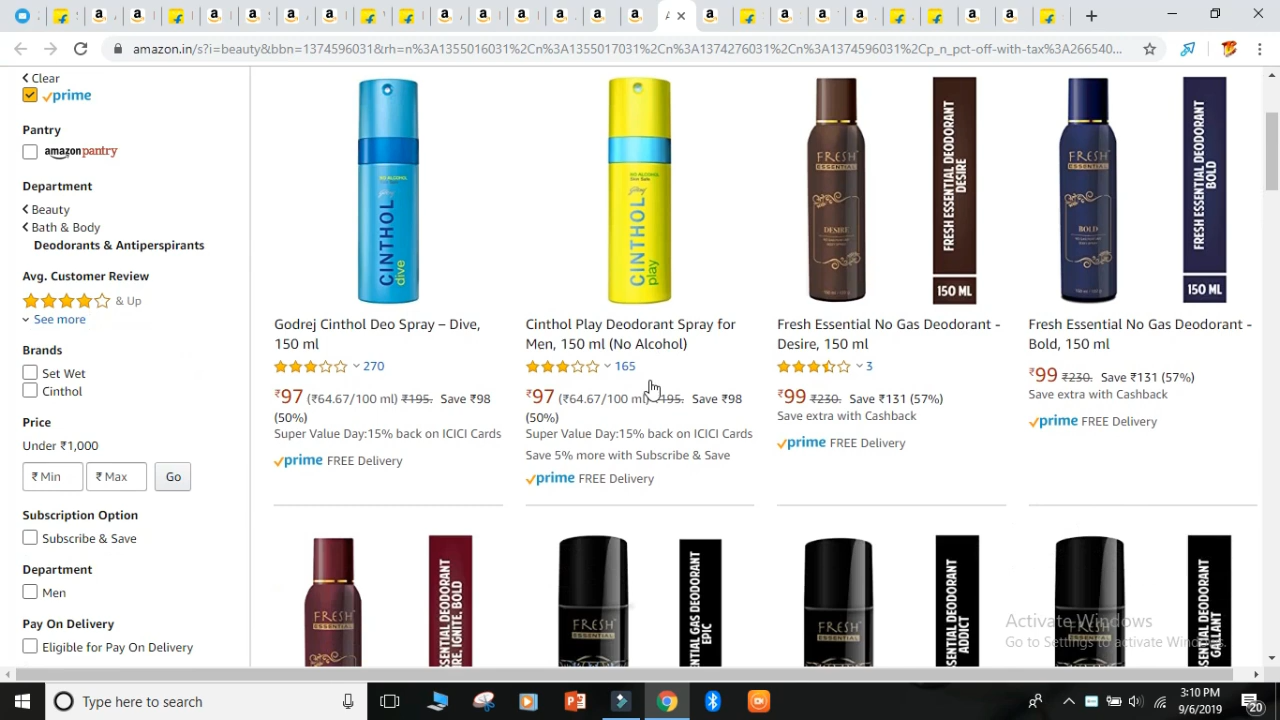 amazon.in/s?i=beauty&bbn=1374596031&rh=n%3A1355016031%2Cn%3A1355017031%2Cn%3A1374276031%2Cn%3A1374596031%2Cp_n_pct-off-with-tax%3A266540...
Clear
prime
Pantry
amazonpantry
Department
Beauty
Bath & Body
Deodorants & Antiperspirants
Avg. Customer Review
& Up
See more
Brands
Set Wet
Cinthol
Price
Under ₹1,000
₹ Min ₹ Max Go
Subscription Option
Subscribe & Save
Department
Men
Pay On Delivery
Eligible for Pay On Delivery
NO ALCOHOL
CINTHOL
dive
Godrej Cinthol Deo Spray – Dive,
150 ml
270
₹97 (₹64.67/100 ml) ₹195. Save ₹98
(50%)
Super Value Day:15% back on ICICI Cards
prime FREE Delivery
NO ALCOHOL
CINTHOL
play
Cinthol Play Deodorant Spray for
Men, 150 ml (No Alcohol)
165
₹97 (₹64.67/100 ml) ₹195. Save ₹98
(50%)
Super Value Day:15% back on ICICI Cards
Save 5% more with Subscribe & Save
prime FREE Delivery
FRESH
ESSENTIAL
DESIRE
FRESH ESSENTIAL DEODORANT
DESIRE
150 ML
Fresh Essential No Gas Deodorant -
Desire, 150 ml
3
₹99 ₹230. Save ₹131 (57%)
Save extra with Cashback
prime FREE Delivery
FRESH
ESSENTIAL
BOLD
FRESH ESSENTIAL DEODORANT
BOLD
150 ML
Fresh Essential No Gas Deodorant -
Bold, 150 ml
₹99 ₹230. Save ₹131 (57%)
Save extra with Cashback
prime FREE Delivery
FRESH
ESSENTIAL
DEODORANT
IGNITE, BOLD
FRESH
ESSENTIAL
GAS DEODORANT
EPIC
FRESH
ESSENTIAL
DEODORANT
ADDICT
FRESH
ESSENTIAL
DEODORANT
GALLANT
Activate Windows
Go to Settings to activate Windows.
Type here to search
3:10 PM
9/6/2019
20